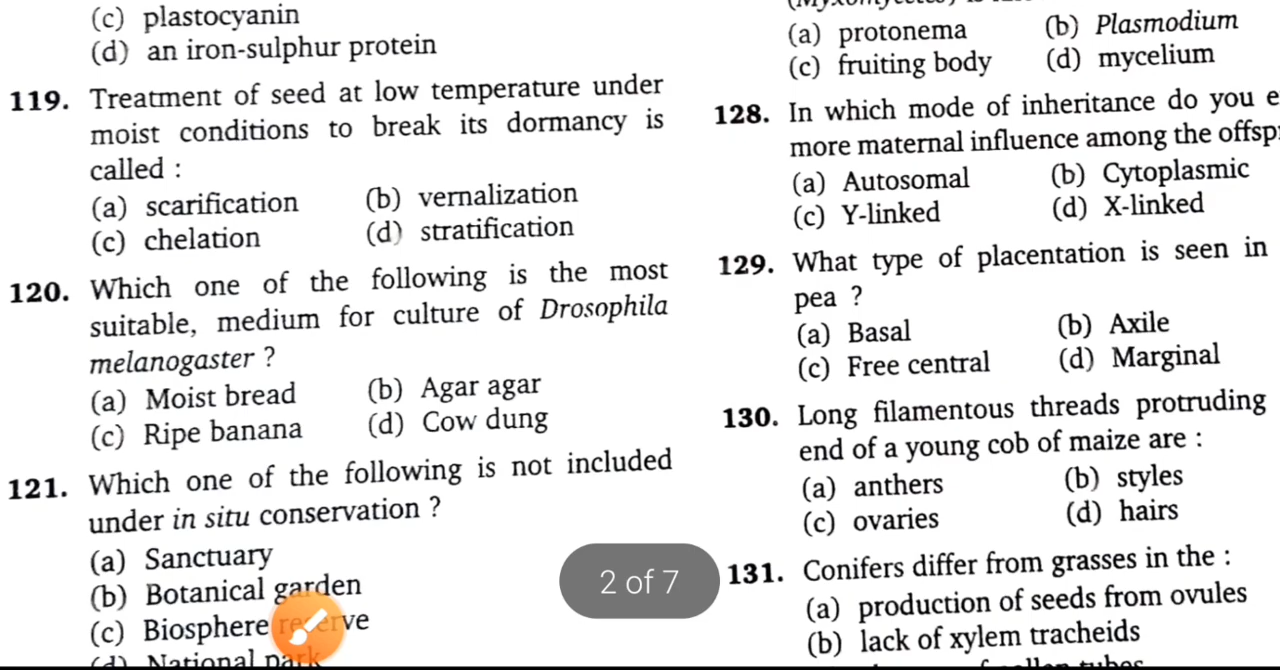 (c) plastocyanin
(d) an iron-sulphur protein
119. Treatment of seed at low temperature under
moist conditions to break its dormancy is
called :
(a) scarification (b) vernalization
(c) chelation (d) stratification
120. Which one of the following is the most
suitable, medium for culture of Drosophila
melanogaster ?
(a) Moist bread (b) Agar agar
(c) Ripe banana (d) Cow dung
121. Which one of the following is not included
under in situ conservation ?
(a) Sanctuary
(b) Botanical garden
(c) Biosphere reserve
(d) National park
2 of 7
(a) protonema (b) Plasmodium
(c) fruiting body (d) mycelium
128. In which mode of inheritance do you e
more maternal influence among the offsp
(a) Autosomal (b) Cytoplasmic
(c) Y-linked (d) X-linked
129. What type of placentation is seen in
pea ?
(a) Basal (b) Axile
(c) Free central (d) Marginal
130. Long filamentous threads protruding
end of a young cob of maize are :
(a) anthers (b) styles
(c) ovaries (d) hairs
131. Conifers differ from grasses in the :
(a) production of seeds from ovules
(b) lack of xylem tracheids